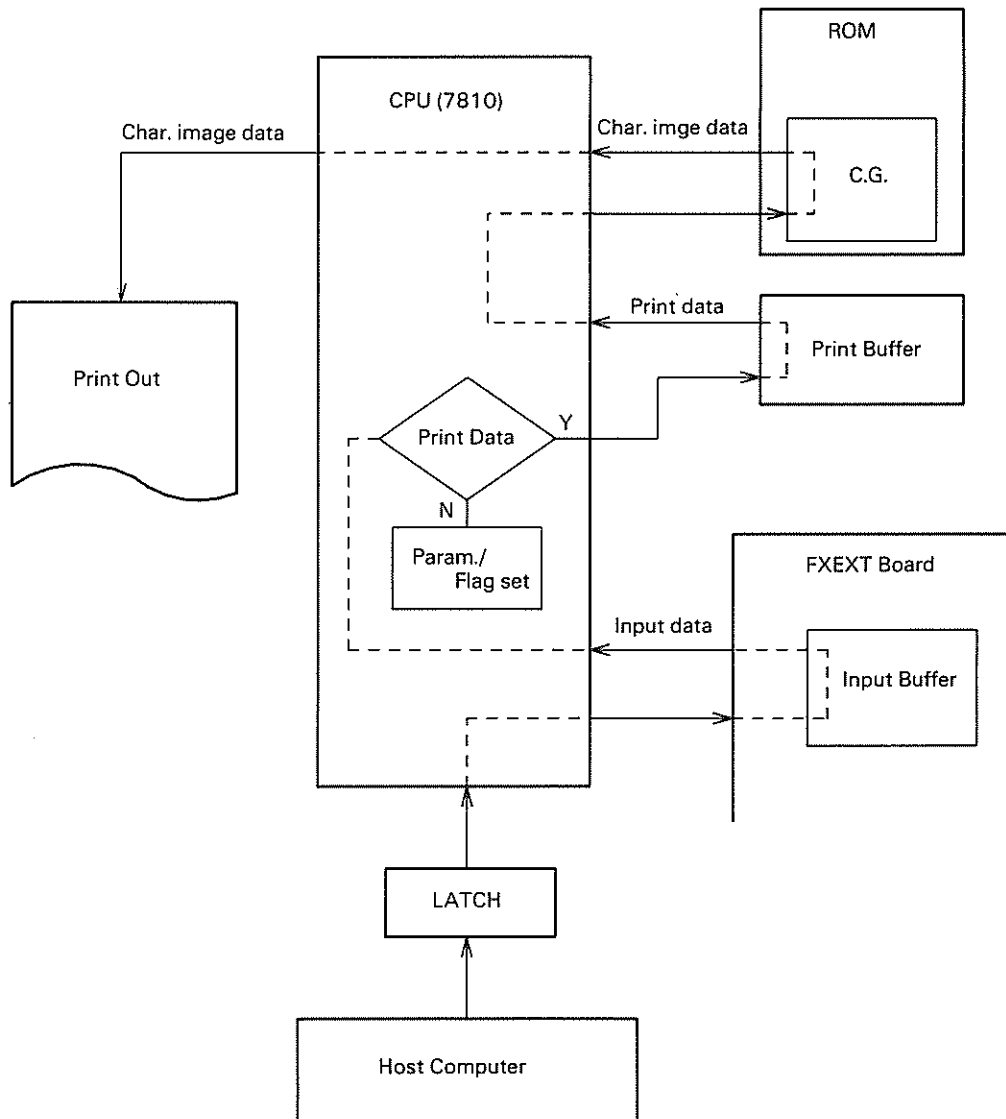 ROM
CPU (7810)
Char. image data
Char. imge data
C.G.
Print data
Print Buffer
Print Out
Print Data
Y
N
Param./
Flag set
FXEXT Board
Input data
Input Buffer
LATCH
Host Computer